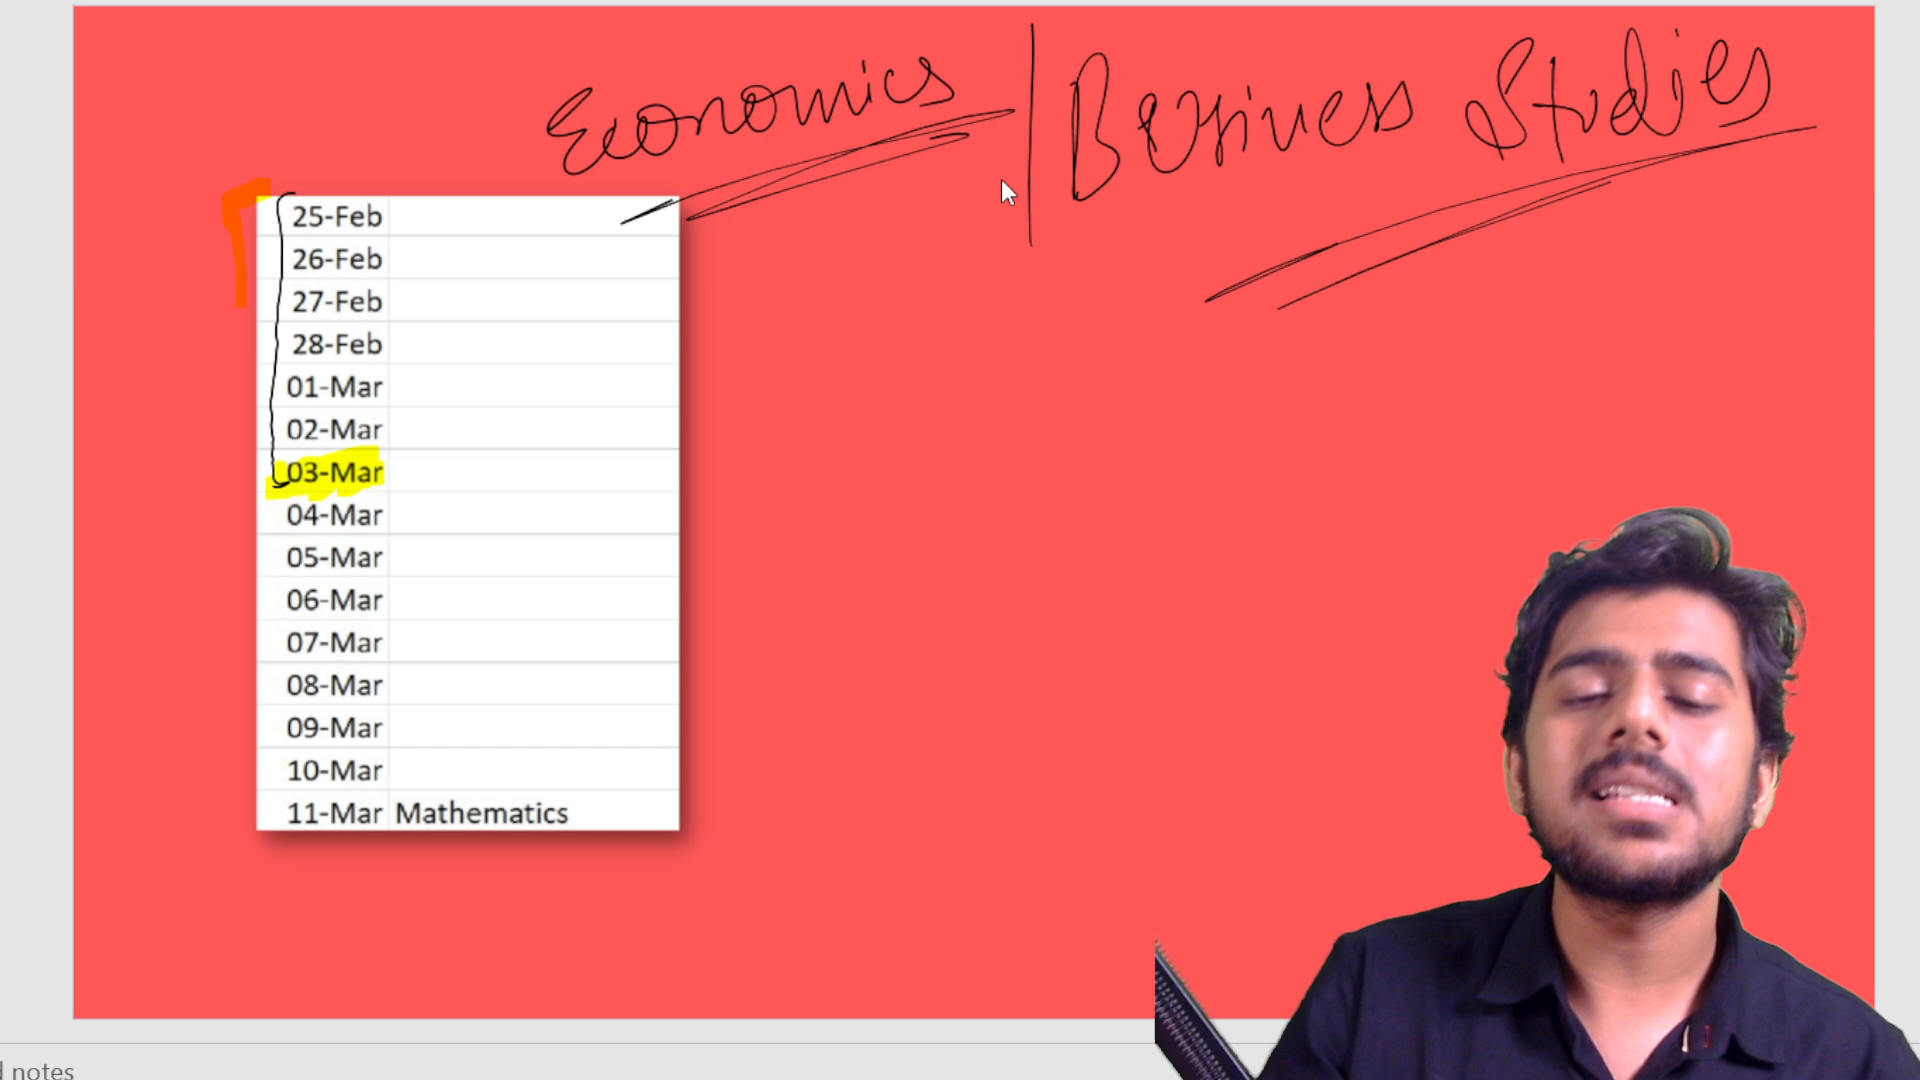 Economics | Business Studies
25-Feb
26-Feb
27-Feb
28-Feb
01-Mar
02-Mar
03-Mar
04-Mar
05-Mar
06-Mar
07-Mar
08-Mar
09-Mar
10-Mar
11-Mar Mathematics
notes